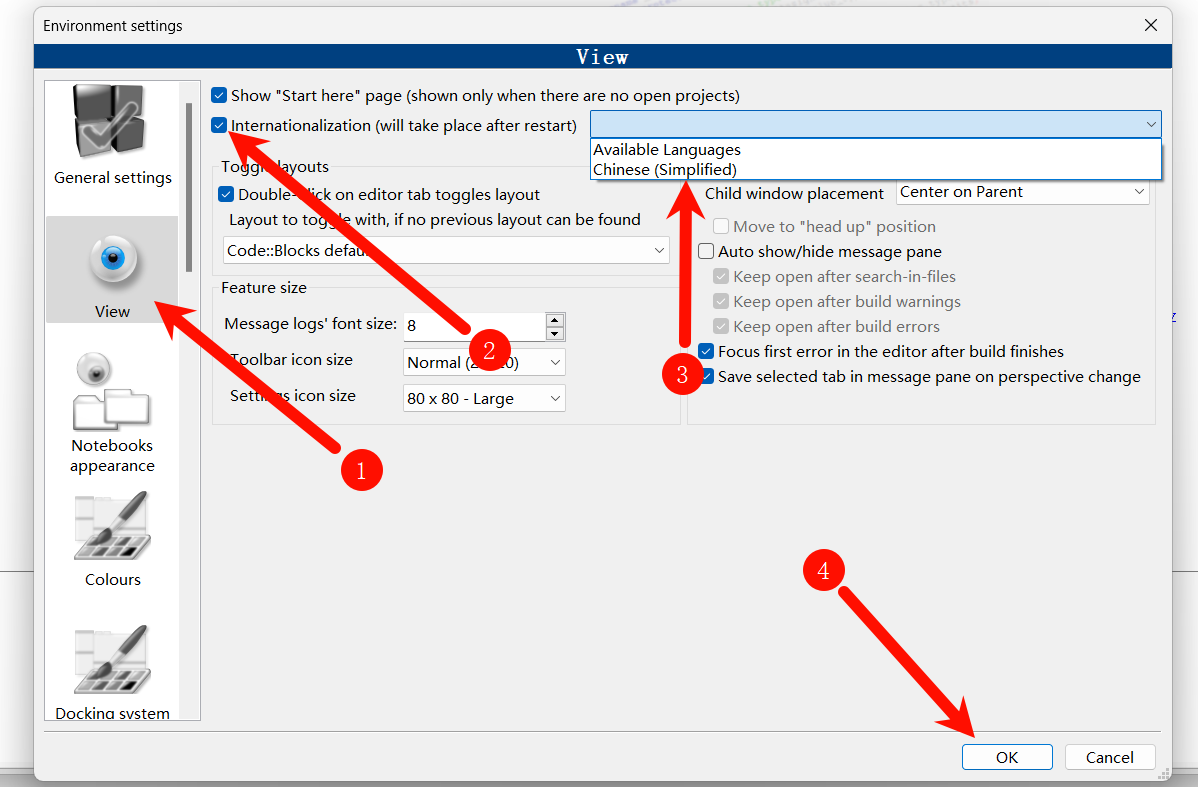 Environment settings
View
General settings
View
Notebooks
appearance
Colours
Docking system
Show "Start here" page (shown only when there are no open projects)
Internationalization (will take place after restart)
Available Languages
Chinese (Simplified)
Toggle layouts
Double-click on editor tab toggles layout
Layout to toggle with, if no previous layout can be found
Code::Blocks default
Feature size
Message logs' font size: 8
Toolbar icon size Normal (20x20)
Settings icon size 80 x 80 - Large
Child window placement Center on Parent
Move to "head up" position
Auto show/hide message pane
Keep open after search-in-files
Keep open after build warnings
Keep open after build errors
Focus first error in the editor after build finishes
Save selected tab in message pane on perspective change
1
2
3
4
OK Cancel